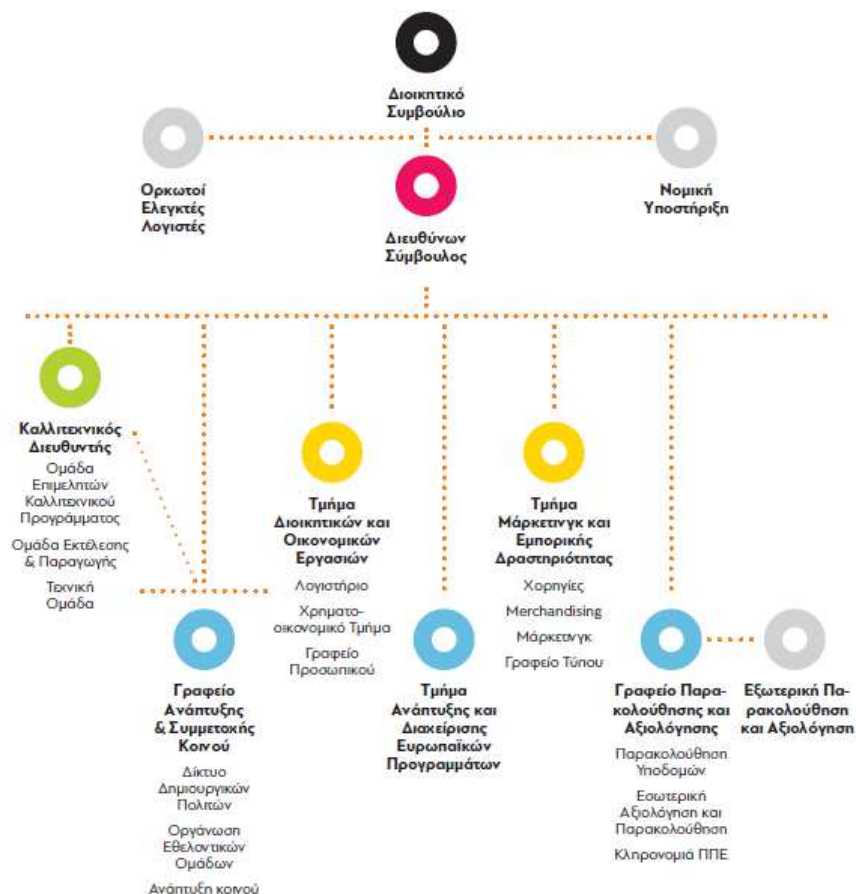 Διοικητικό
Συμβούλιο
Ορκωτοί
Ελεγκτές
Λογιστές
Νομική
Υποστήριξη
Διευθύνων
Σύμβουλος
Καλλιτεχνικός
Διευθυντής
Ομάδα
Επιμελητών
Καλλιτεχνικού
Προγράμματος
Ομάδα Εκτέλεσης
& Παραγωγής
Τεχνική
Ομάδα
Τμήμα
Διοικητικών και
Οικονομικών
Εργασιών
Λογιστήριο
Χρηματο-
οικονομικό Τμήμα
Γραφείο
Προσωπικού
Τμήμα
Μάρκετινγκ και
Εμπορικής
Δραστηριότητας
Χορηγίες
Merchandising
Μάρκετινγκ
Γραφείο Τύπου
Γραφείο
Ανάπτυξης
& Συμμετοχής
Κοινού
Δίκτυο
Δημιουργικών
Πολιτών
Οργάνωση
Εθελοντικών
Ομάδων
Ανάπτυξη κοινού
Τμήμα
Ανάπτυξης και
Διαχείρισης
Ευρωπαϊκών
Προγραμμάτων
Γραφείο Παρα-
κολούθησης και
Αξιολόγησης
Παρακολούθηση
Υποδομών
Εσωτερική
Αξιολόγηση και
Παρακολούθηση
Κληρονομιά ΠΠΕ
Εξωτερική Πα-
ρακολούθηση
και Αξιολόγηση